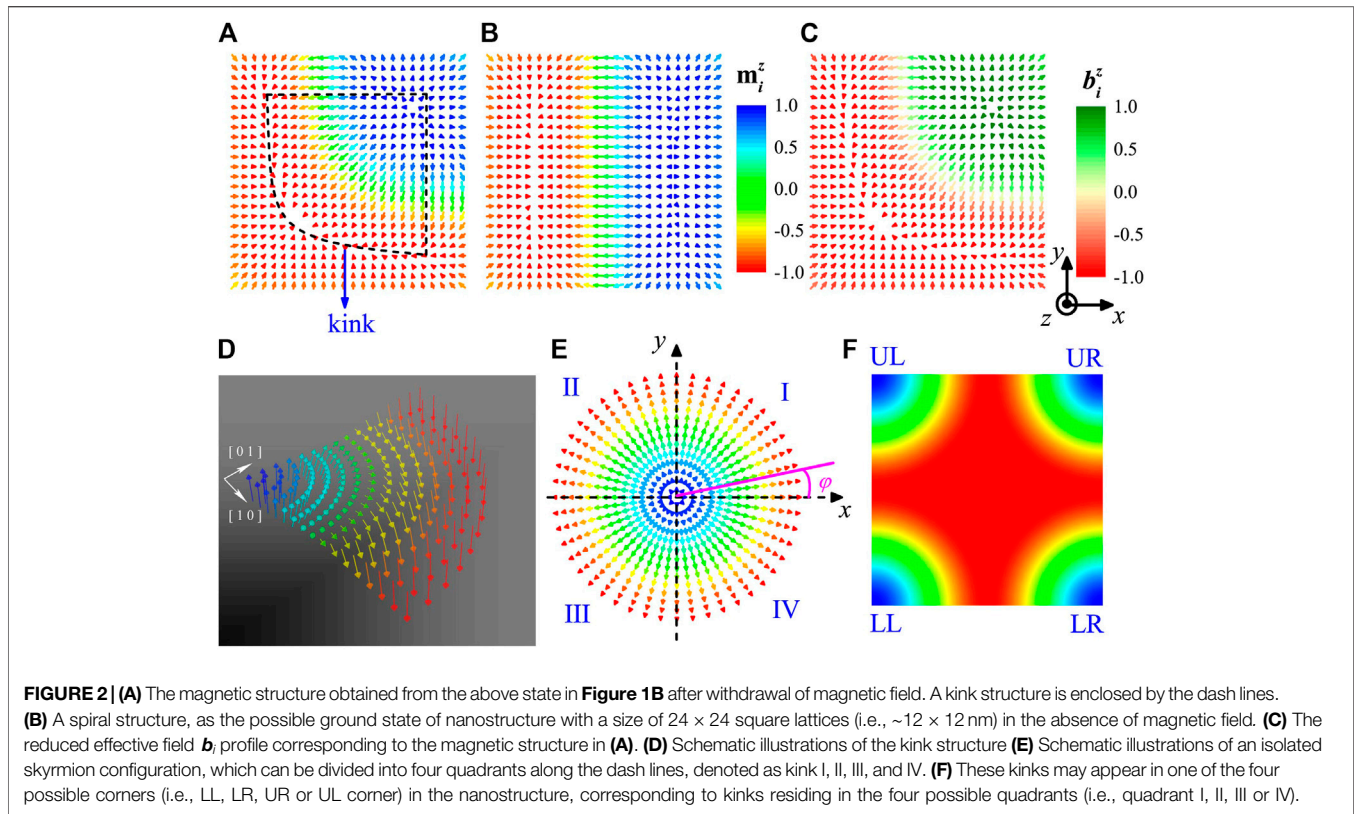 A
B
C
m_i^z
1.0
0.5
0.0
-0.5
-1.0
b_i^z
1.0
0.5
0.0
-0.5
-1.0
y
z
x
kink
D
[0 1]
[1 0]
E
y
x
φ
I
II
III
IV
F
UL
UR
LL
LR
FIGURE 2 | (A) The magnetic structure obtained from the above state in Figure 1B after withdrawal of magnetic field. A kink structure is enclosed by the dash lines.
(B) A spiral structure, as the possible ground state of nanostructure with a size of 24 × 24 square lattices (i.e., ~12 × 12 nm) in the absence of magnetic field. (C) The
reduced effective field b_i profile corresponding to the magnetic structure in (A). (D) Schematic illustrations of the kink structure (E) Schematic illustrations of an isolated
skyrmion configuration, which can be divided into four quadrants along the dash lines, denoted as kink I, II, III, and IV. (F) These kinks may appear in one of the four
possible corners (i.e., LL, LR, UR or UL corner) in the nanostructure, corresponding to kinks residing in the four possible quadrants (i.e., quadrant I, II, III or IV).